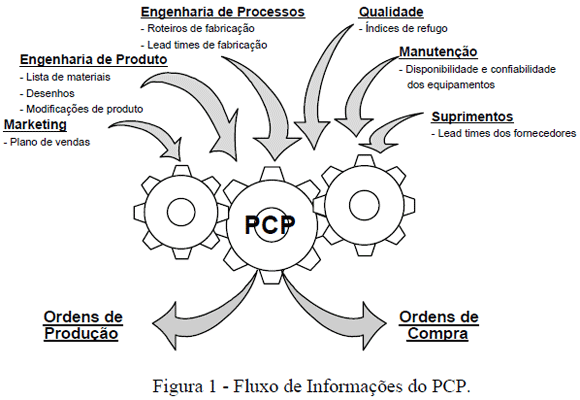 Engenharia de Processos
- Roteiros de fabricação
- Lead times de fabricação
Qualidade
- Índices de refugo
Engenharia de Produto
- Lista de materiais
- Desenhos
- Modificações de produto
Manutenção
- Disponibilidade e confiabilidade
dos equipamentos
Marketing
- Plano de vendas
Suprimentos
- Lead times dos fornecedores
PCP
Ordens de
Produção
Ordens de
Compra
Figura 1 - Fluxo de Informações do PCP.